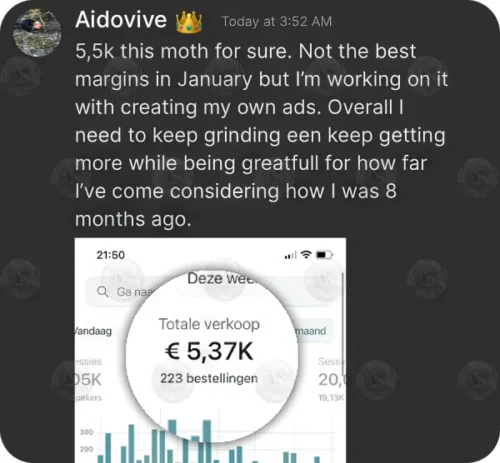 Aidovive 👑 Today at 3:52 AM
5,5k this moth for sure. Not the best
margins in January but I'm working on it
with creating my own ads. Overall I
need to keep grinding een keep getting
more while being greatfull for how far
I've come considering how I was 8
months ago.
21:50
Deze wee
Ga naa
Totale verkoop
€ 5,37K
223 bestellingen
Vandaag
maand
essies
05K
oekers
Sess
20,
19,13K
300
200